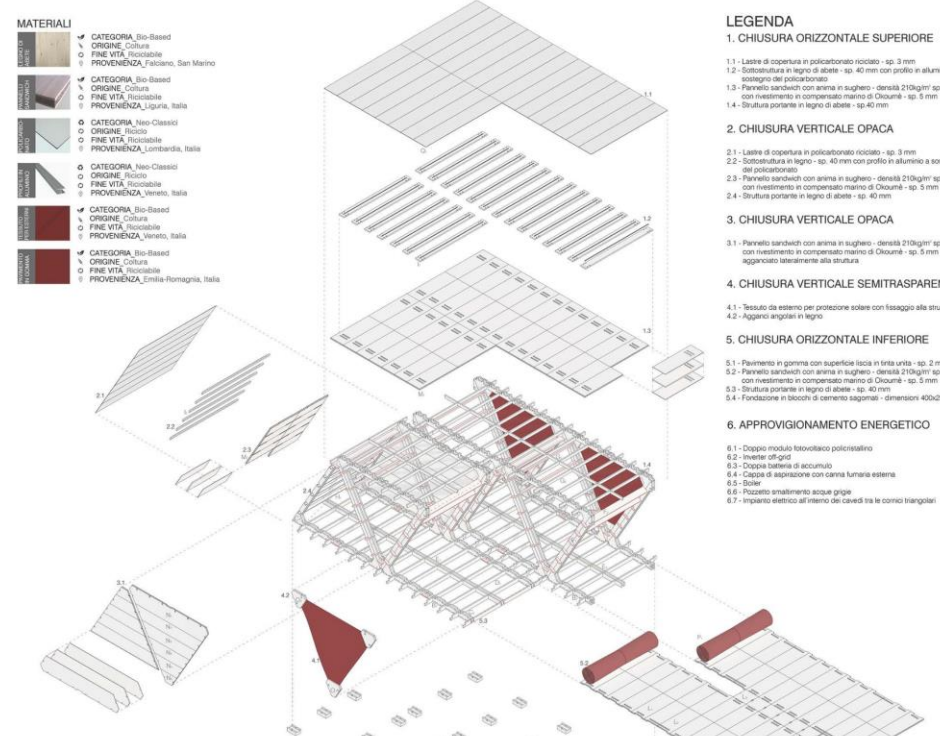 MATERIALI
CATEGORIA_Bio-Based
ORIGINE_Coltura
FINE VITA_Riciclabile
PROVENIENZA_Falciano, San Marino
CATEGORIA_Bio-Based
ORIGINE_Coltura
FINE VITA_Riciclabile
PROVENIENZA_Liguria, Italia
CATEGORIA_Neo-Classici
ORIGINE_Riciclo
FINE VITA_Riciclabile
PROVENIENZA_Lombardia, Italia
CATEGORIA_Neo-Classici
ORIGINE_Riciclo
FINE VITA_Riciclabile
PROVENIENZA_Veneto, Italia
CATEGORIA_Bio-Based
ORIGINE_Coltura
FINE VITA_Riciclabile
PROVENIENZA_Veneto, Italia
CATEGORIA_Bio-Based
ORIGINE_Coltura
FINE VITA_Riciclabile
PROVENIENZA_Emilia-Romagnia, Italia
1.1
1.2
1.3
1.4
2.1
2.2
2.3
2.4
3.1
4.2
4.1
5.3
5.2
LEGENDA
1. CHIUSURA ORIZZONTALE SUPERIORE
1.1 - Lastre di copertura in policarbonato riciclato - sp. 3 mm
1.2 - Sottostruttura in legno di abete - sp. 40 mm con profilo in allumi
sostegno del policarbonato
1.3 - Pannello sandwich con anima in sughero - densità 210kg/m³ sp
con rivestimento in compensato marino di Okoumè - sp. 5 mm
1.4 - Struttura portante in legno di abete - sp.40 mm
2. CHIUSURA VERTICALE OPACA
2.1 - Lastre di copertura in policarbonato riciclato - sp. 3 mm
2.2 - Sottostruttura in legno - sp. 40 mm con profilo in alluminio a sos
del policarbonato
2.3 - Pannello sandwich con anima in sughero - densità 210kg/m³ sp
con rivestimento in compensato marino di Okoumè - sp. 5 mm
2.4 - Struttura portante in legno di abete - sp. 40 mm
3. CHIUSURA VERTICALE OPACA
3.1 - Pannello sandwich con anima in sughero - densità 210kg/m³ sp
con rivestimento in compensato marino di Okoumè - sp. 5 mm
agganciato lateralmente alla struttura
4. CHIUSURA VERTICALE SEMITRASPAREN
4.1 - Tessuto da esterno per protezione solare con fissaggio alla stru
4.2 - Agganci angolari in legno
5. CHIUSURA ORIZZONTALE INFERIORE
5.1 - Pavimento in gomma con superficie liscia in tinta unita - sp. 2 m
5.2 - Pannello sandwich con anima in sughero - densità 210kg/m³ sp
con rivestimento in compensato marino di Okoumè - sp. 5 mm
5.3 - Struttura portante in legno di abete - sp. 40 mm
5.4 - Fondazione in blocchi di cemento sagomati - dimensioni 400x2
6. APPROVIGIONAMENTO ENERGETICO
6.1 - Doppio modulo fotovoltaico policristallino
6.2 - Inverter off-grid
6.3 - Doppia batteria di accumulo
6.4 - Cappa di aspirazione con canna fumaria esterna
6.5 - Boiler
6.6 - Pozzetto smaltimento acque grigie
6.7 - Impianto elettrico all'interno dei cavedi tra le cornici triangolari